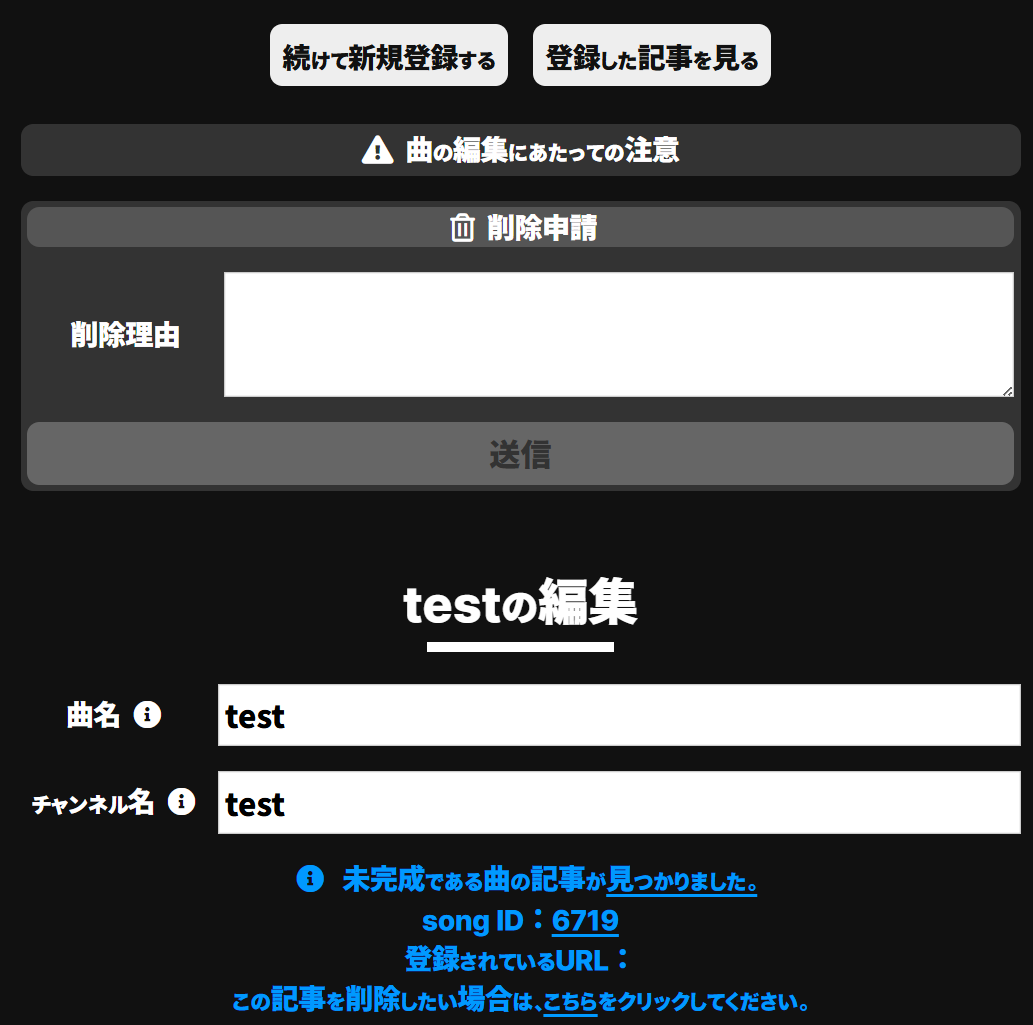 続けて新規登録する
登録した記事を見る
曲の編集にあたっての注意
削除申請
削除理由
送信
testの編集
曲名
test
チャンネル名
test
未完成である曲の記事が見つかりました。
song ID：6719
登録されているURL：
この記事を削除したい場合は、こちらをクリックしてください。